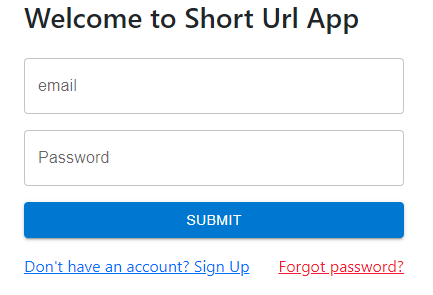 Welcome to Short Url App
email
Password
SUBMIT
Don't have an account? Sign Up Forgot password?